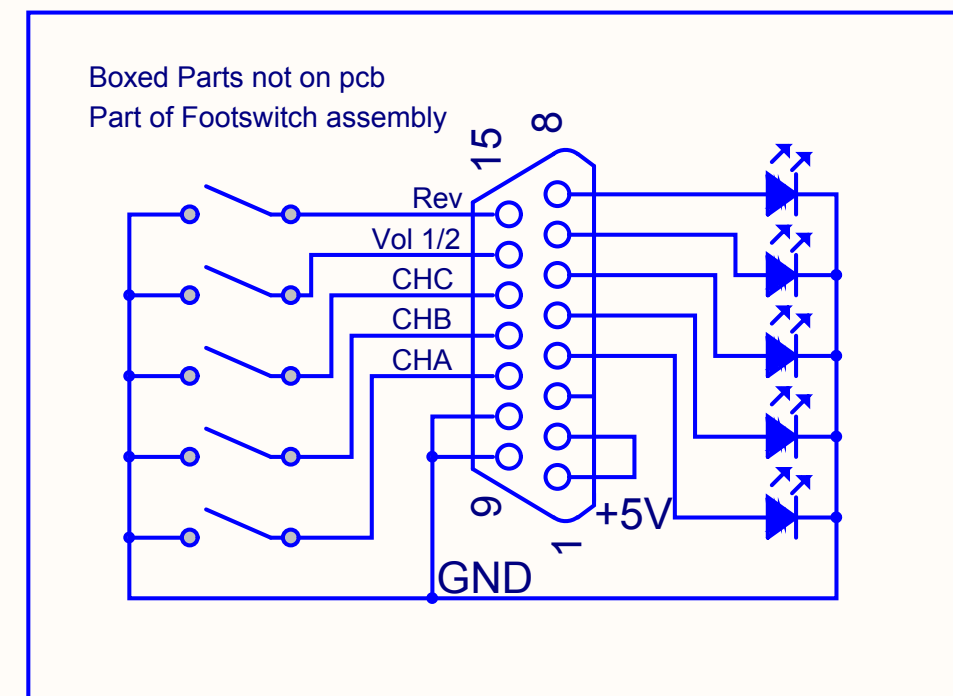 Boxed Parts not on pcb
Part of Footswitch assembly
15
8
Rev
Vol 1/2
CHC
CHB
CHA
9
1
+5V
GND